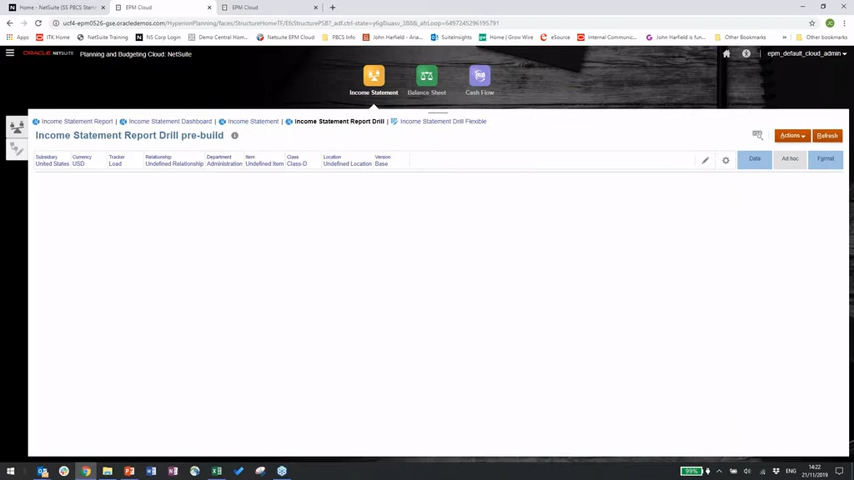 Home - NetSuite (S5 PBCS Stan
EPM Cloud
EPM Cloud
Apps
ITK Home
NetSuite Training
NS Corp Login
Demo Central Hom...
Netsuite EPM Cloud
PBCS Info
John Harfield - Aria...
SuiteInsights
Home | Grow Wire
eSource
Internal Communic...
John Harfield is fun...
Other Bookmarks
Other Bookmarks
ORACLE NETSUITE Planning and Budgeting Cloud: NetSuite
epm_default_cloud_admin
Income Statement
Balance Sheet
Cash Flow
Income Statement Report | Income Statement Dashboard | Income Statement | Income Statement Report Drill | Income Statement Drill Flexible
Income Statement Report Drill pre-build
Actions
Refresh
Subsidiary Currency Tracker Relationship Department Item Class Location Version
United States USD Load Undefined Relationship Administration Undefined Item Class-D Undefined Location Base
Data
Ad hoc
Format
99%
ENG
14:22
21/11/2019